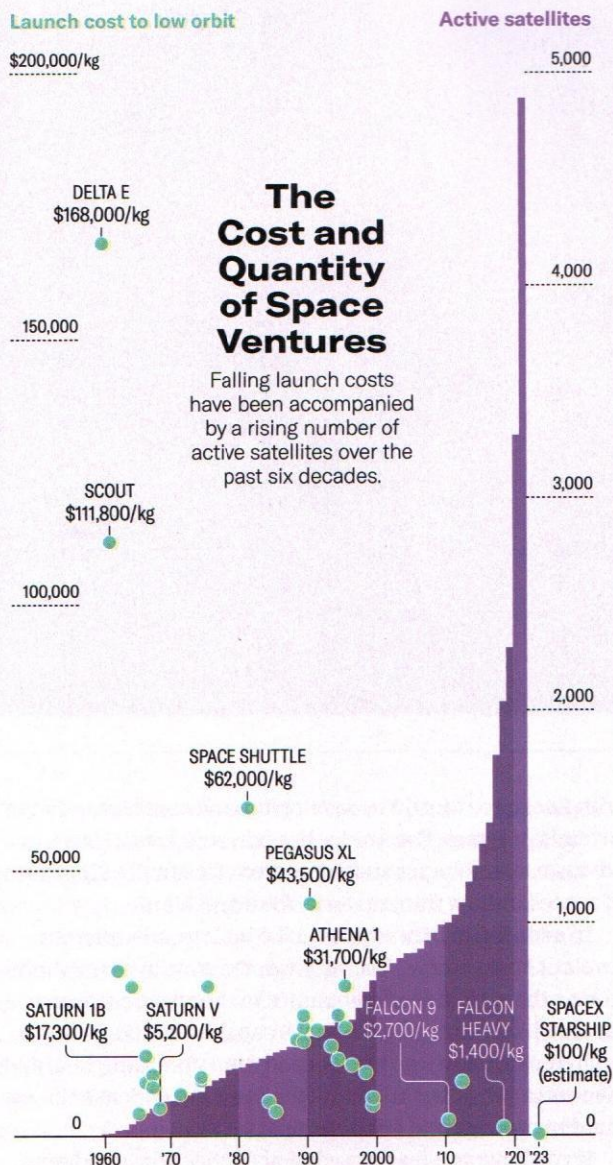 Launch cost to low orbit
Active satellites
$200,000/kg
5,000
DELTA E
$168,000/kg
The
Cost and
Quantity
of Space
Ventures
4,000
150,000
Falling launch costs
have been accompanied
by a rising number of
active satellites over the
past six decades.
SCOUT
$111,800/kg
3,000
100,000
2,000
SPACE SHUTTLE
$62,000/kg
PEGASUS XL
$43,500/kg
50,000
1,000
ATHENA 1
$31,700/kg
SATURN 1B
$17,300/kg
SATURN V
$5,200/kg
FALCON 9
$2,700/kg
FALCON
HEAVY
$1,400/kg
SPACEX
STARSHIP
$100/kg
(estimate)
0
0
1960
'70
'80
'90
2000
'10
'20
'23